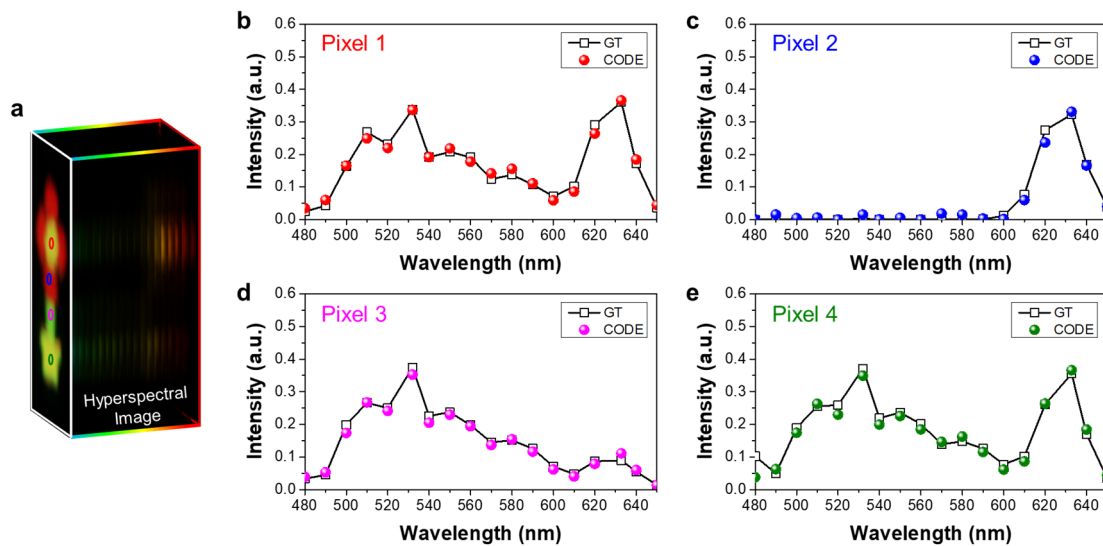 a
Hyperspectral
Image
b
Pixel 1
GT
CODE
Intensity (a.u.)
0.6
0.5
0.4
0.3
0.2
0.1
0.0
480 500 520 540 560 580 600 620 640
Wavelength (nm)
c
Pixel 2
GT
CODE
Intensity (a.u.)
0.6
0.5
0.4
0.3
0.2
0.1
0.0
480 500 520 540 560 580 600 620 640
Wavelength (nm)
d
Pixel 3
GT
CODE
Intensity (a.u.)
0.6
0.5
0.4
0.3
0.2
0.1
0.0
480 500 520 540 560 580 600 620 640
Wavelength (nm)
e
Pixel 4
GT
CODE
Intensity (a.u.)
0.6
0.5
0.4
0.3
0.2
0.1
0.0
480 500 520 540 560 580 600 620 640
Wavelength (nm)